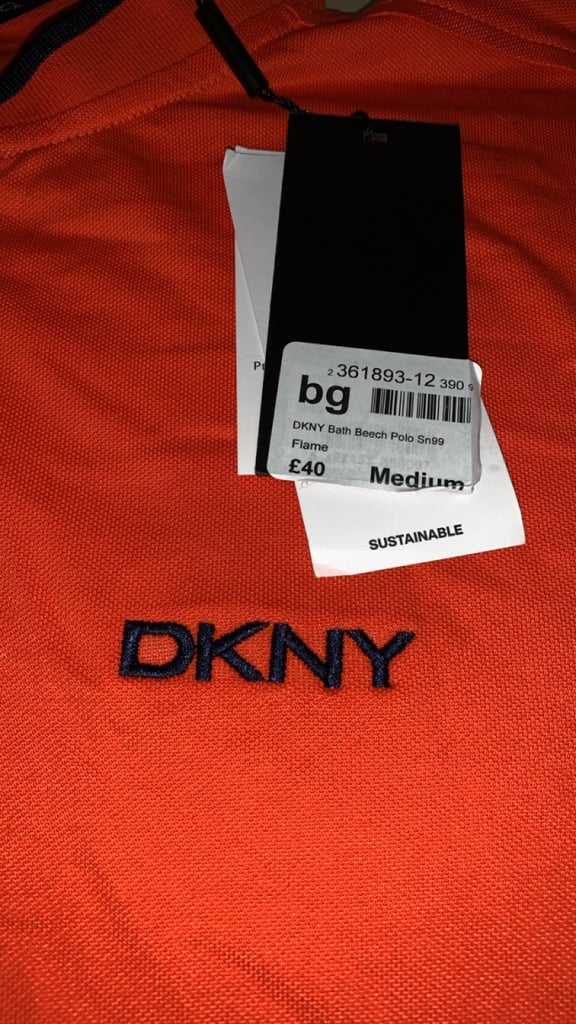 2 361893-12 390 9
bg
DKNY Bath Beech Polo Sn99
Flame
£40 Medium
SUSTAINABLE
DKNY